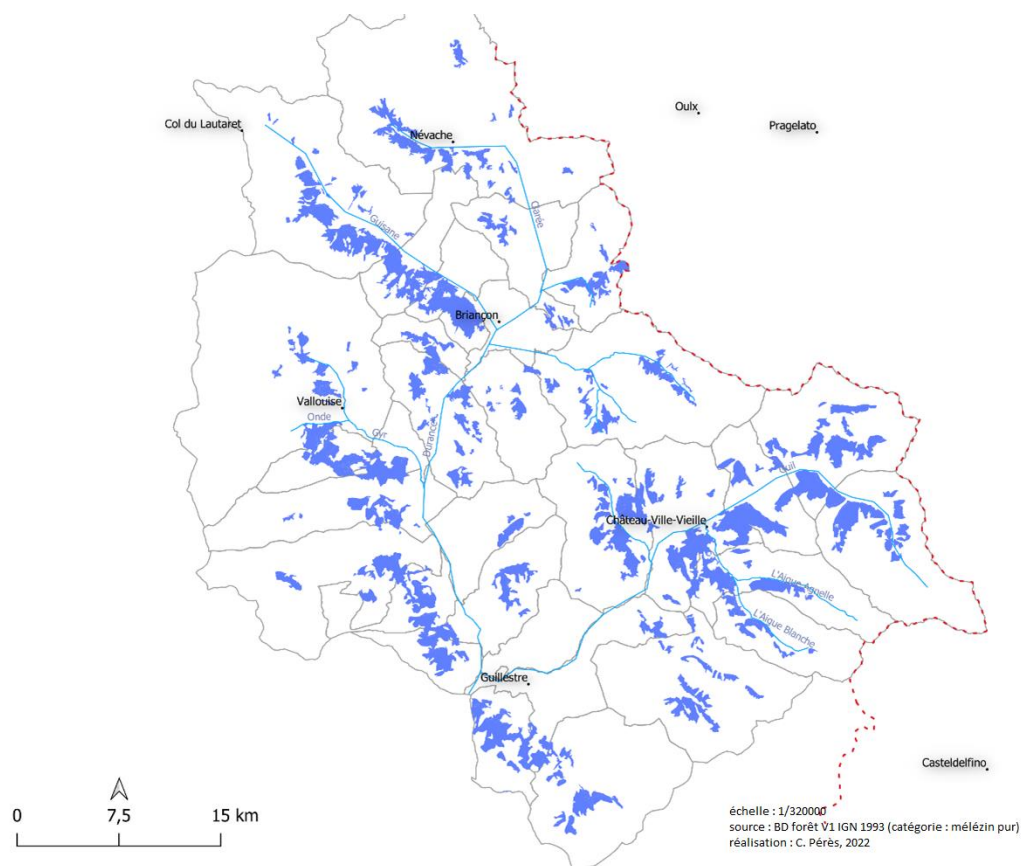 Oulx
Col du Lautaret
Pragelato
Névache
Guisane
Clarée
Briançon
Vallouise
Onde
Gyr
Durance
Guil
Château-Ville-Vieille
L'Aigue Agnelle
L'Aigue Blanche
Guillestre
Casteldelfino
0
7,5
15 km
échelle : 1/320000
source : BD forêt V1 IGN 1993 (catégorie : mélézin pur)
réalisation : C. Pérès, 2022